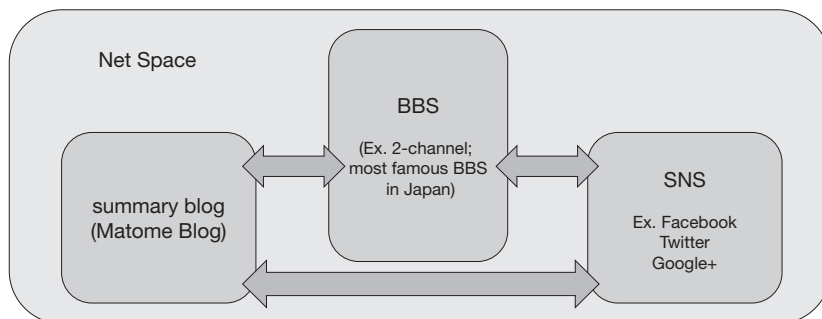 Net Space
BBS
(Ex. 2-channel;
most famous BBS
in Japan)
summary blog
(Matome Blog)
SNS
Ex. Facebook
Twitter
Google+